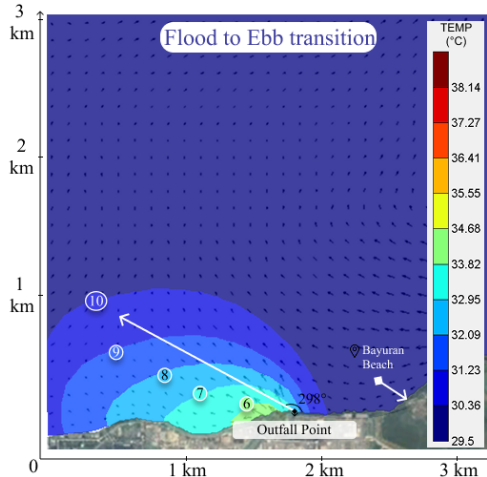 3
km
Flood to Ebb transition
TEMP
(°C)
38.14
37.27
36.41
35.55
34.68
33.82
32.95
32.09
31.23
30.36
29.5
2
km
1
km
10
9
8
7
6
298°
Bayuran
Beach
Outfall Point
0
1 km
2 km
3 km